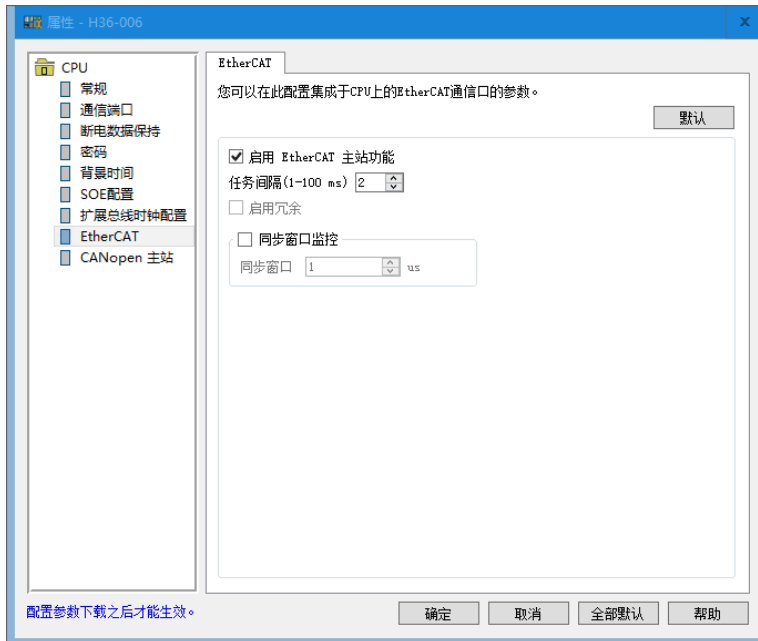 属性 - H36-006
x
CPU
常规
通信端口
断电数据保持
密码
背景时间
SOE配置
扩展总线时钟配置
EtherCAT
CANopen 主站
EtherCAT
您可以在此配置集成于CPU上的EtherCAT通信口的参数。
默认
启用 EtherCAT 主站功能
任务间隔(1-100 ms) 2
启用冗余
同步窗口监控
同步窗口 1 us
配置参数下载之后才能生效。
确定 取消 全部默认 帮助